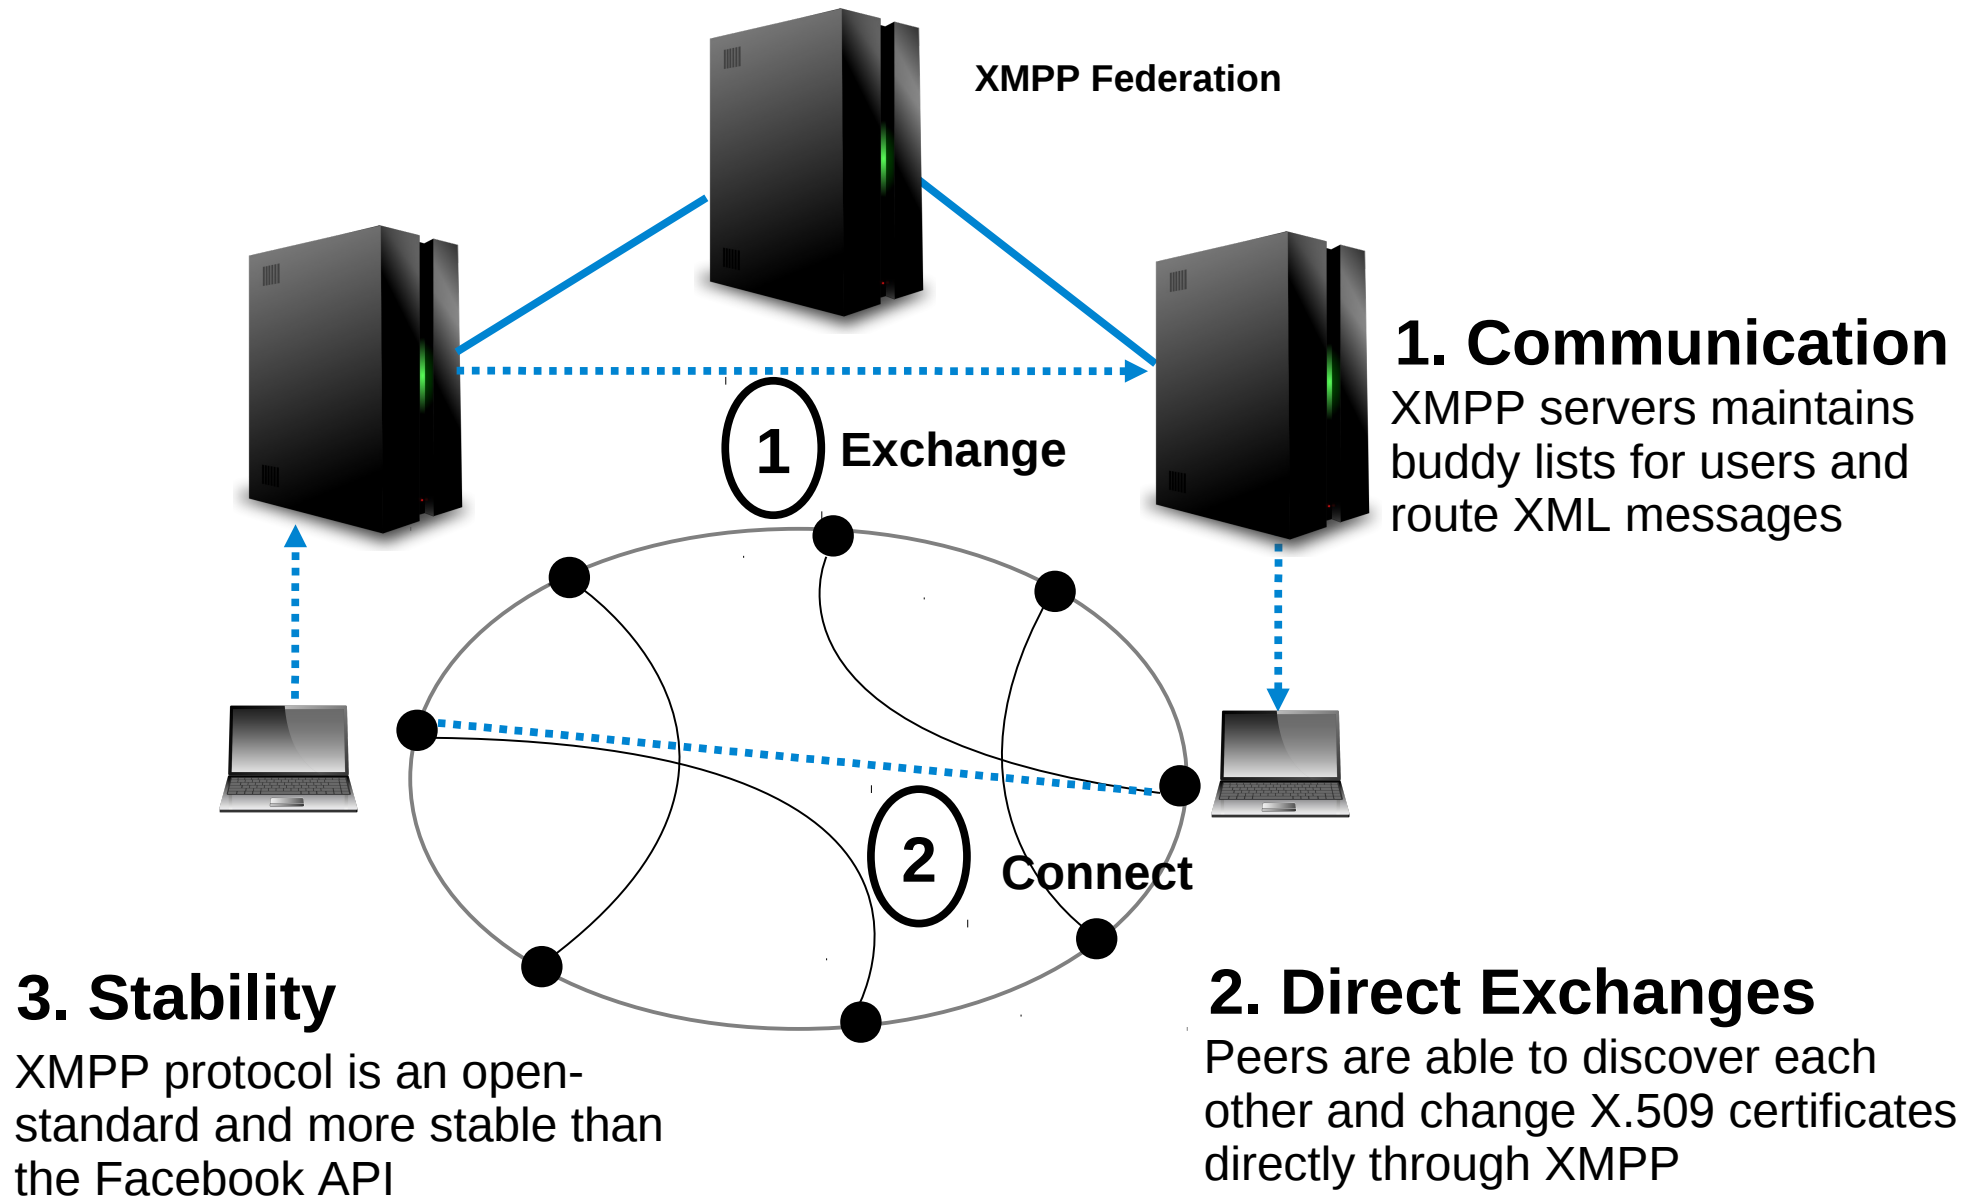 XMPP Federation
1. Communication
XMPP servers maintains
buddy lists for users and
route XML messages
1
Exchange
2
Connect
3. Stability
XMPP protocol is an open-
standard and more stable than
the Facebook API
2. Direct Exchanges
Peers are able to discover each
other and change X.509 certificates
directly through XMPP